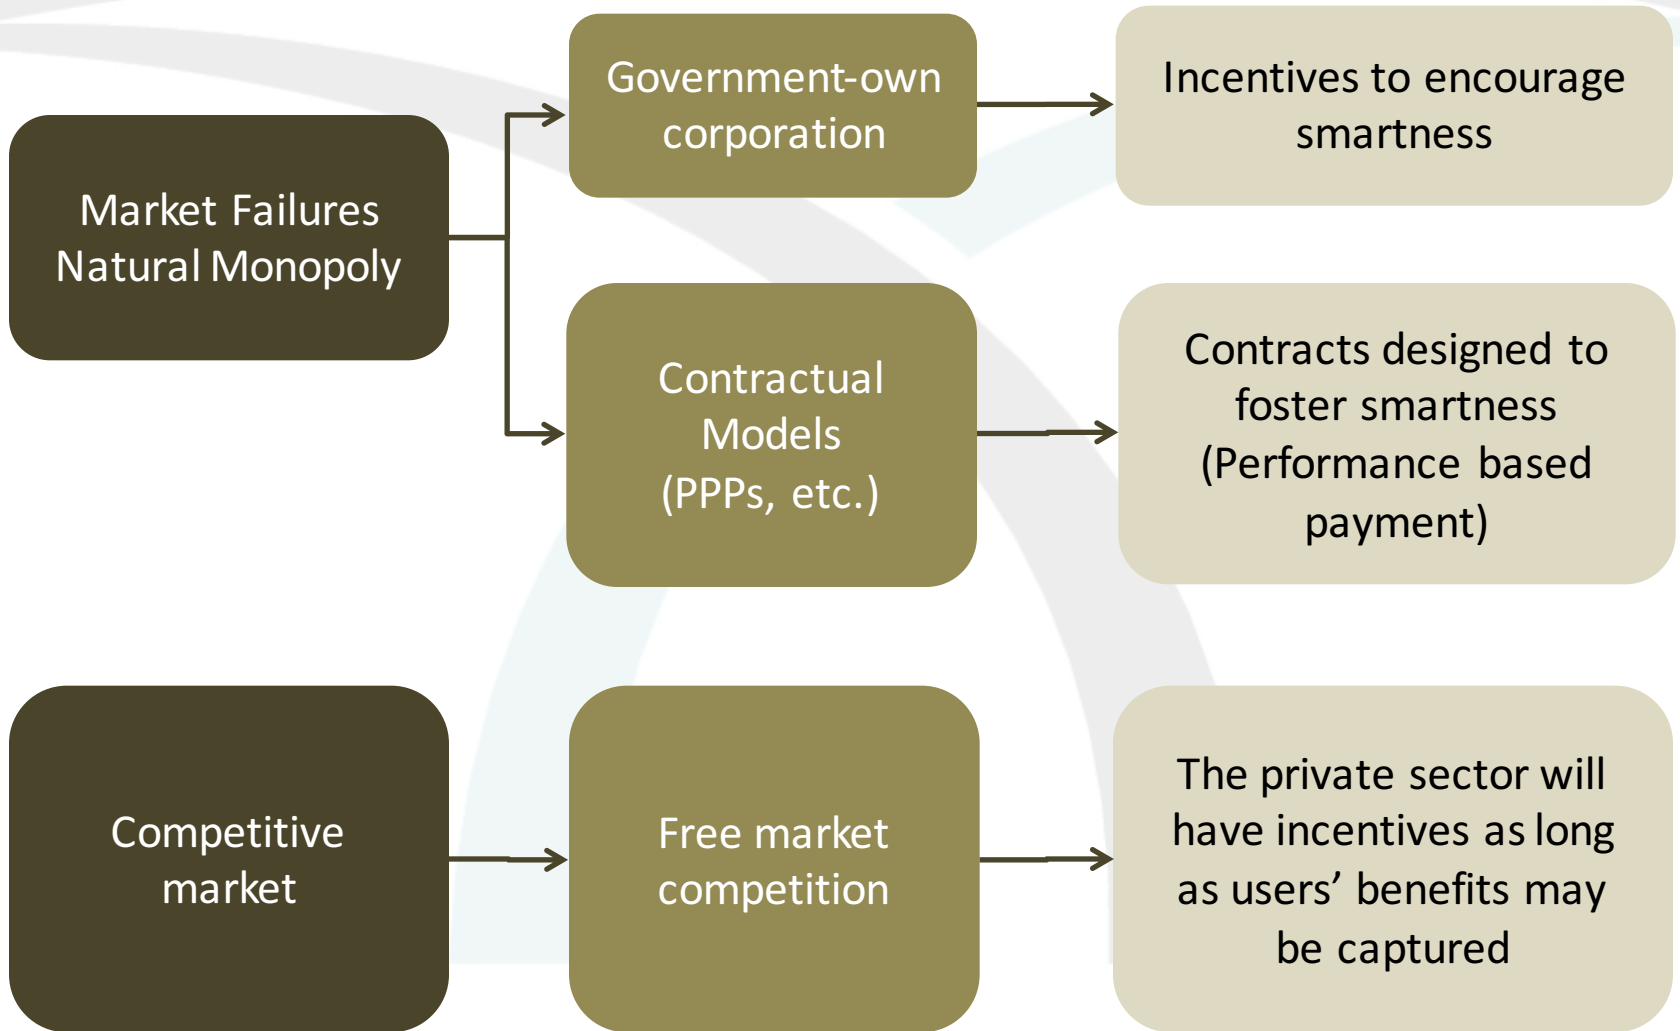 Market Failures
Natural Monopoly
Government-own
corporation
Incentives to encourage
smartness
Contractual
Models
(PPPs, etc.)
Contracts designed to
foster smartness
(Performance based
payment)
Competitive
market
Free market
competition
The private sector will
have incentives as long
as users’ benefits may
be captured